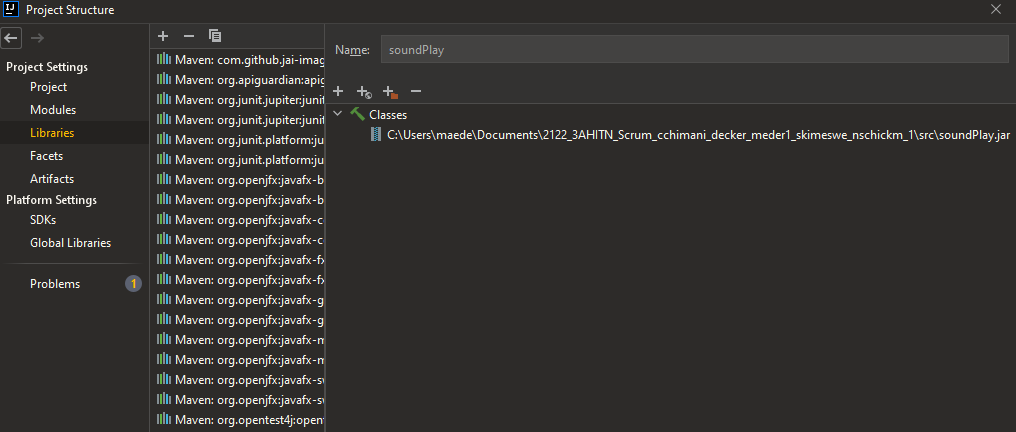 IJ Project Structure
Project Settings
Project
Modules
Libraries
Facets
Artifacts
Platform Settings
SDKs
Global Libraries
Problems
1
Maven: com.github.jai-imag
Maven: org.apiguardian:apig
Maven: org.junit.jupiter:junit
Maven: org.junit.jupiter:junit
Maven: org.junit.platform:ju
Maven: org.junit.platform:ju
Maven: org.openjfx:javafx-b
Maven: org.openjfx:javafx-b
Maven: org.openjfx:javafx-c
Maven: org.openjfx:javafx-c
Maven: org.openjfx:javafx-fx
Maven: org.openjfx:javafx-fx
Maven: org.openjfx:javafx-g
Maven: org.openjfx:javafx-g
Maven: org.openjfx:javafx-m
Maven: org.openjfx:javafx-m
Maven: org.openjfx:javafx-sw
Maven: org.openjfx:javafx-sw
Maven: org.opentest4j:opent
Name: soundPlay
Classes
C:\Users\maede\Documents\2122_3AHITN_Scrum_cchimani_decker_meder1_skimeswe_nschickm_1\src\soundPlay.jar